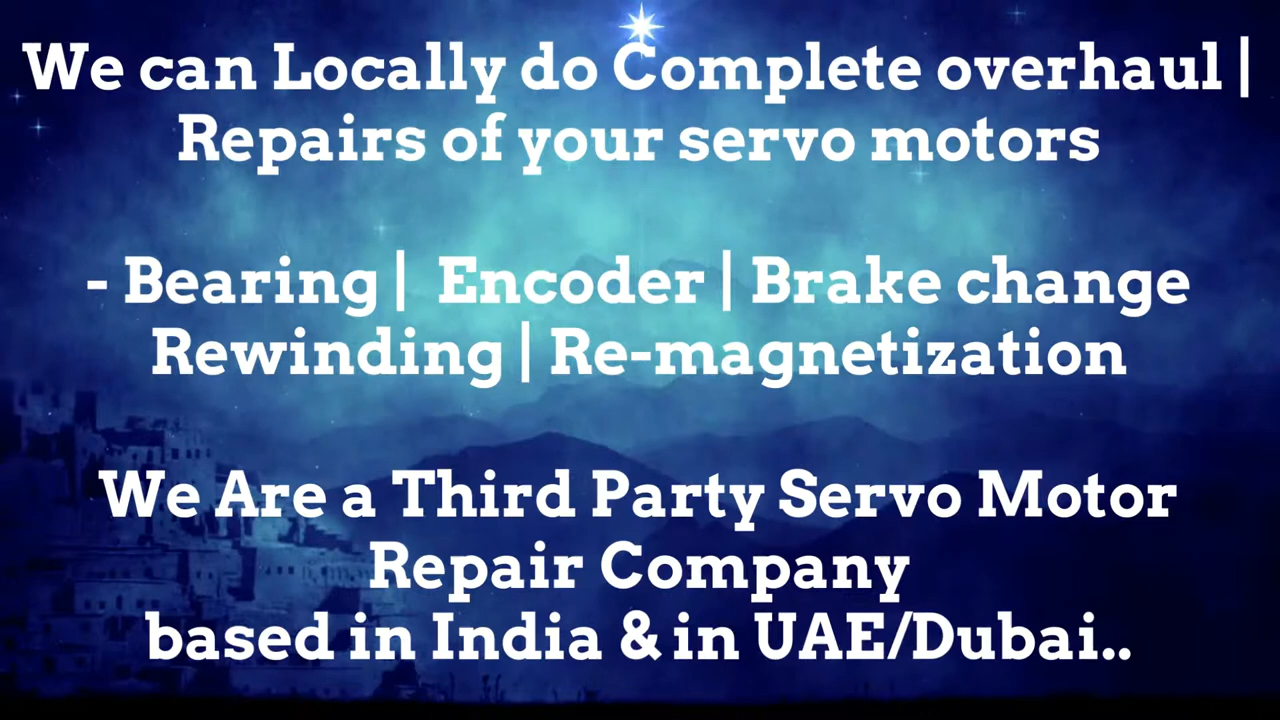 We can Locally do Complete overhaul |
Repairs of your servo motors
- Bearing | Encoder | Brake change
Rewinding | Re-magnetization
We Are a Third Party Servo Motor
Repair Company
based in India & in UAE/Dubai..